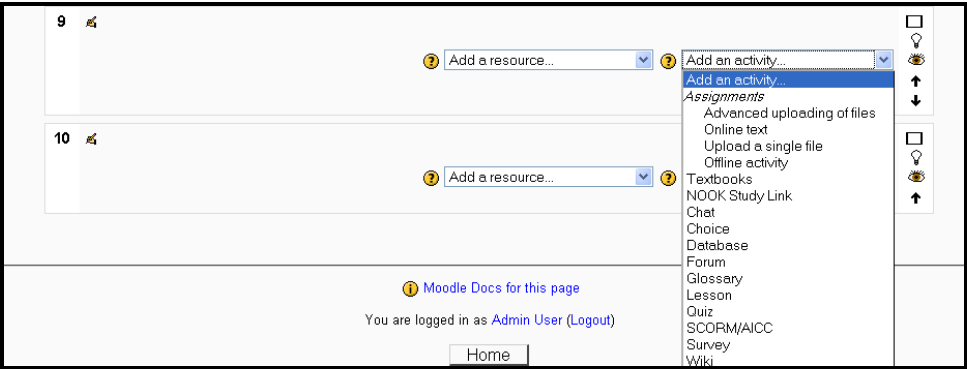 9
Add a resource... Add an activity...
Add an activity...
Assignments
Advanced uploading of files
Online text
Upload a single file
Offline activity
Textbooks
NOOK Study Link
Chat
Choice
Database
Forum
Glossary
Lesson
Quiz
SCORM/AICC
Survey
Wiki
10
Add a resource...
Moodle Docs for this page
You are logged in as Admin User (Logout)
Home